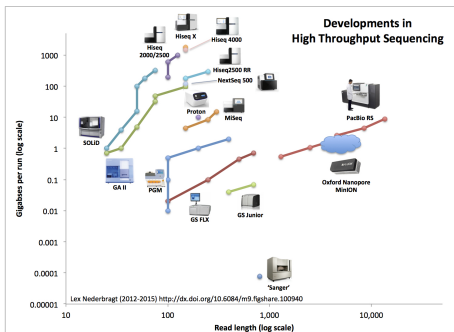 Developments in
High Throughput Sequencing
Gigabases per run (log scale)
1000
100
10
1
0.1
0.01
0.001
0.0001
0.00001
10
100
1,000
10,000
Read length (log scale)
Hiseq X
Hiseq 4000
Hiseq
2000/2500
Hiseq2500 RR
NextSeq 500
Proton
MiSeq
PacBio RS
SOLiD
GA II
PGM
GS FLX
GS Junior
Oxford Nanopore
MinION
'Sanger'
Lex Nederbragt (2012-2015) http://dx.doi.org/10.6084/m9.figshare.100940